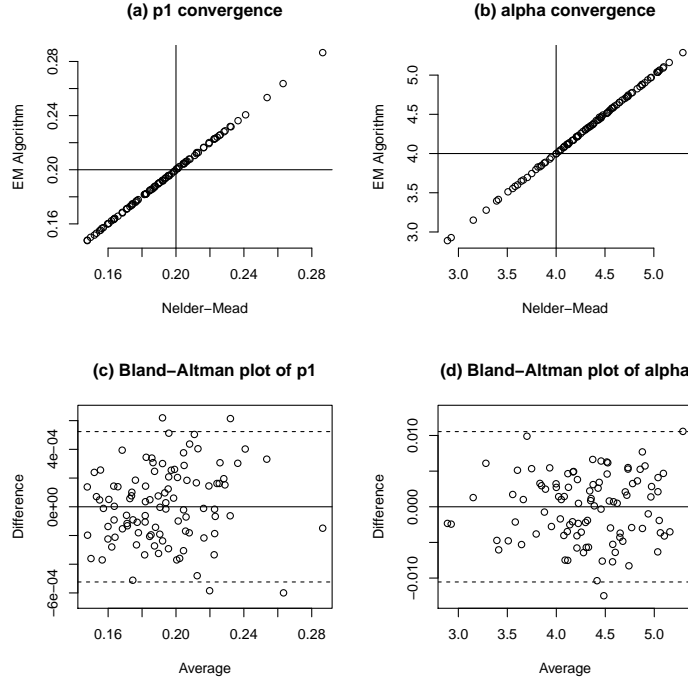 (a) p1 convergence
EM Algorithm
0.16 0.20 0.24 0.28
0.16 0.20 0.24 0.28
Nelder−Mead
(b) alpha convergence
EM Algorithm
3.0 3.5 4.0 4.5 5.0
3.0 3.5 4.0 4.5 5.0
Nelder−Mead
(c) Bland−Altman plot of p1
Difference
−6e−04 0e+00 4e−04
0.16 0.20 0.24 0.28
Average
(d) Bland−Altman plot of alpha
Difference
−0.010 0.000 0.010
3.0 3.5 4.0 4.5 5.0
Average